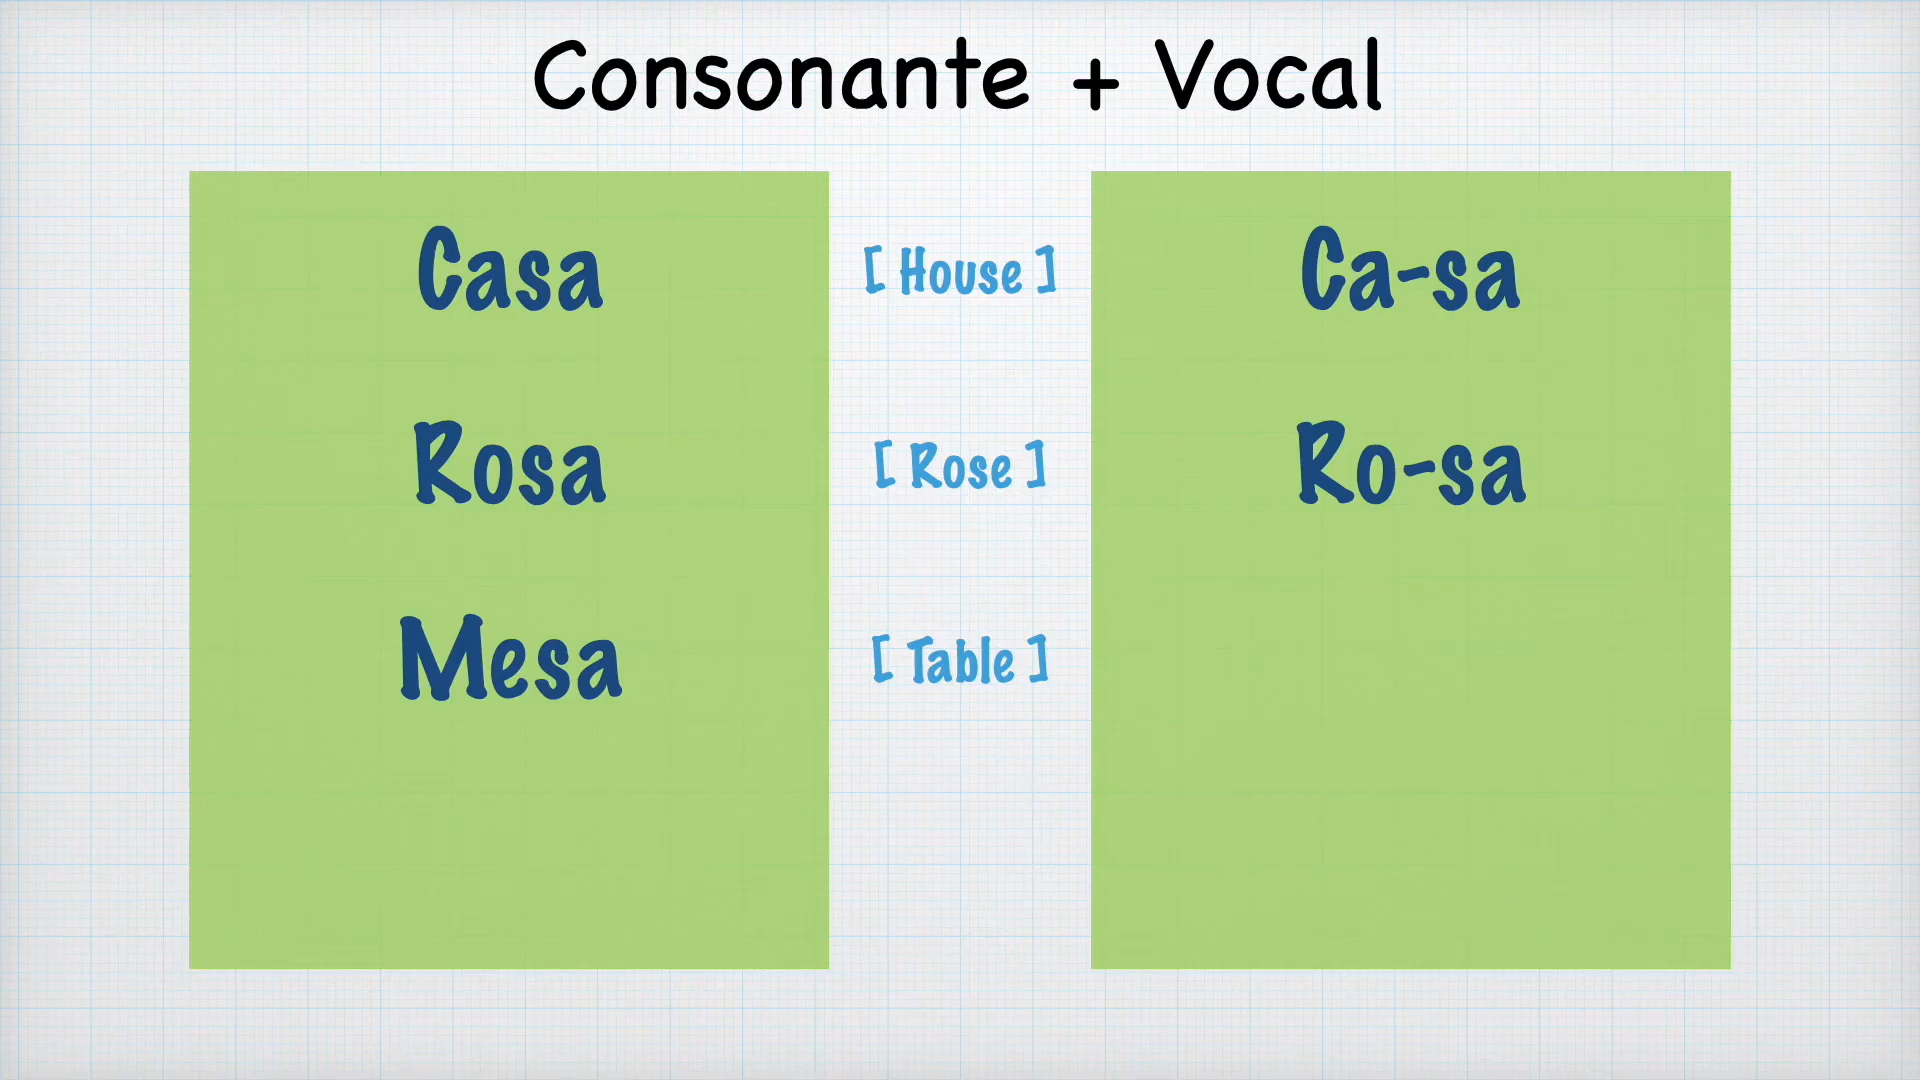 Consonante + Vocal
Casa [ House ] Ca-sa
Rosa [ Rose ] Ro-sa
Mesa [ Table ]